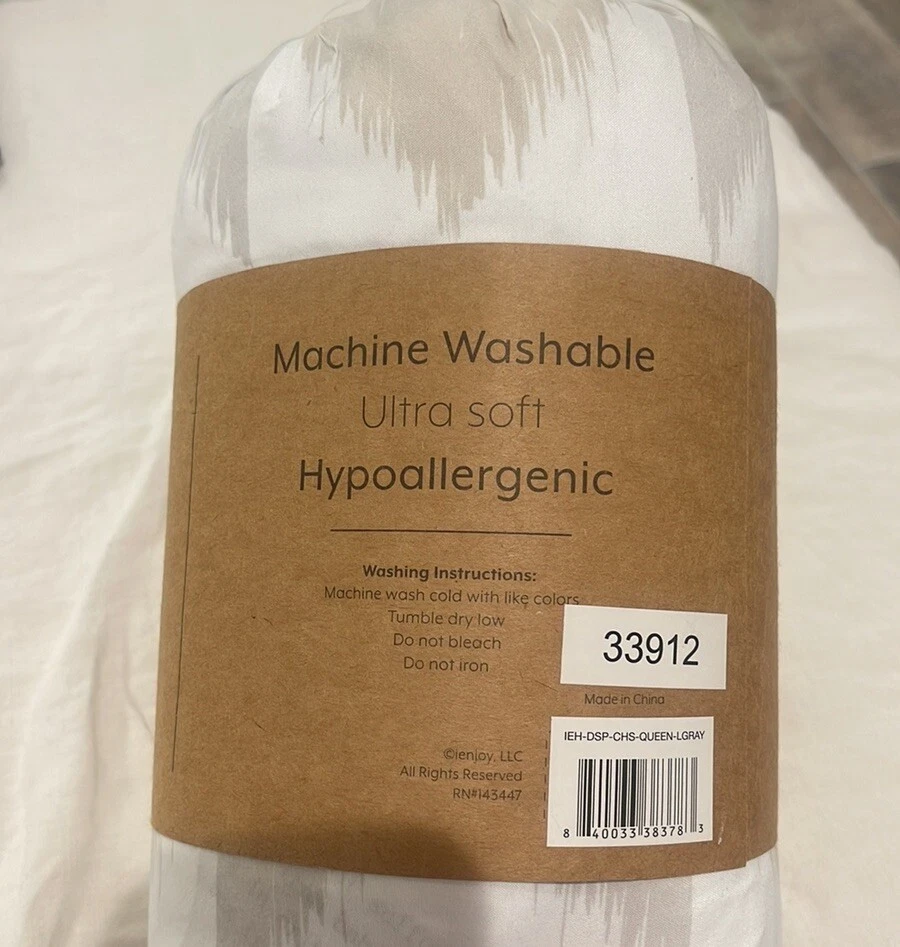 Machine Washable
Ultra soft
Hypoallergenic
Washing Instructions:
Machine wash cold with like colors
Tumble dry low
Do not bleach
Do not iron
33912
Made in China
IEH-DSP-CHS-QUEEN-LGRAY
8 40033 38378 3
©ienjoy, LLC
All Rights Reserved
RN#143447